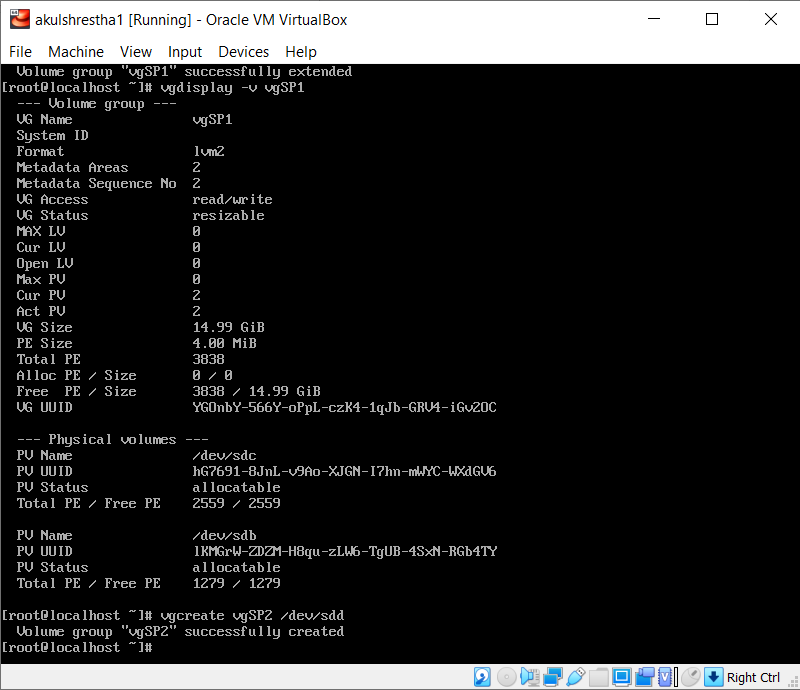 akulshrestha1 [Running] - Oracle VM VirtualBox
File Machine View Input Devices Help
Volume group "vgSP1" successfully extended
[root@localhost ~]# vgdisplay -v vgSP1
--- Volume group ---
VG Name vgSP1
System ID
Format lvm2
Metadata Areas 2
Metadata Sequence No 2
VG Access read/write
VG Status resizable
MAX LV 0
Cur LV 0
Open LV 0
Max PV 0
Cur PV 2
Act PV 2
VG Size 14.99 GiB
PE Size 4.00 MiB
Total PE 3838
Alloc PE / Size 0 / 0
Free PE / Size 3838 / 14.99 GiB
VG UUID YGOnbY-566Y-oPpL-czK4-1qJb-GRV4-iGv2OC
--- Physical volumes ---
PV Name /dev/sdc
PV UUID hG7691-8JnL-v9Ao-XJGN-I7hn-mWYC-WXdGV6
PV Status allocatable
Total PE / Free PE 2559 / 2559
PV Name /dev/sdb
PV UUID lKMGrW-ZDZM-H8qu-zLW6-TgUB-4SxN-RGb4TY
PV Status allocatable
Total PE / Free PE 1279 / 1279
[root@localhost ~]# vgcreate vgSP2 /dev/sdd
Volume group "vgSP2" successfully created
[root@localhost ~]#
Right Ctrl